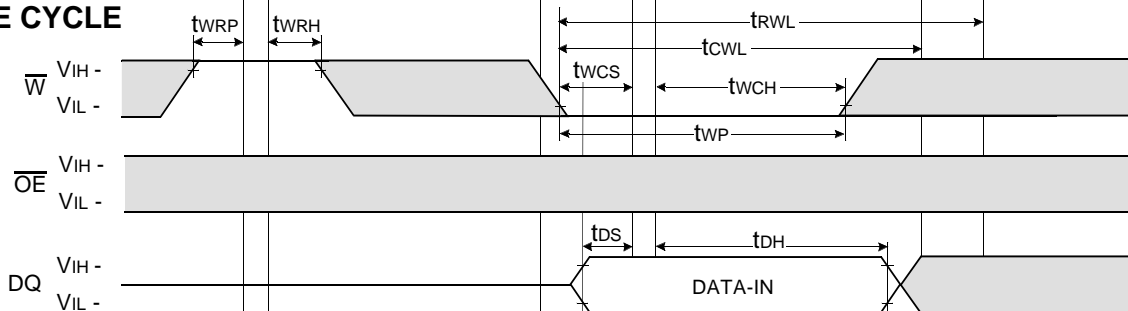 E CYCLE
tWRP
tWRH
tRWL
tCWL
tWCS
tWCH
tWP
W
VIH -
VIL -
OE
VIH -
VIL -
tDS
tDH
DQ
VIH -
VIL -
DATA-IN